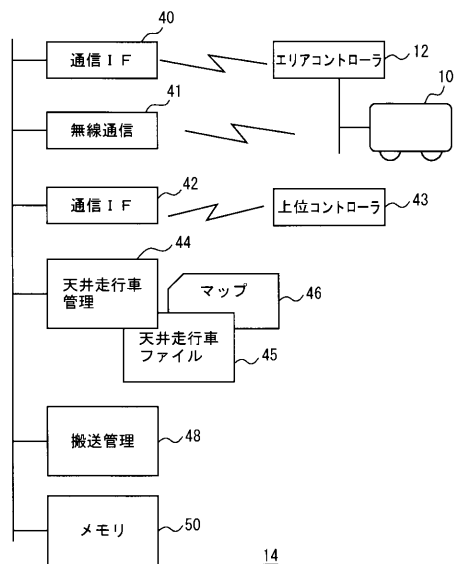 40
通信ＩＦ
エリアコントローラ
12
10
41
無線通信
42
通信ＩＦ
上位コントローラ
43
44
天井走行車
管理
マップ
46
天井走行車
ファイル
45
搬送管理
48
メモリ
50
14